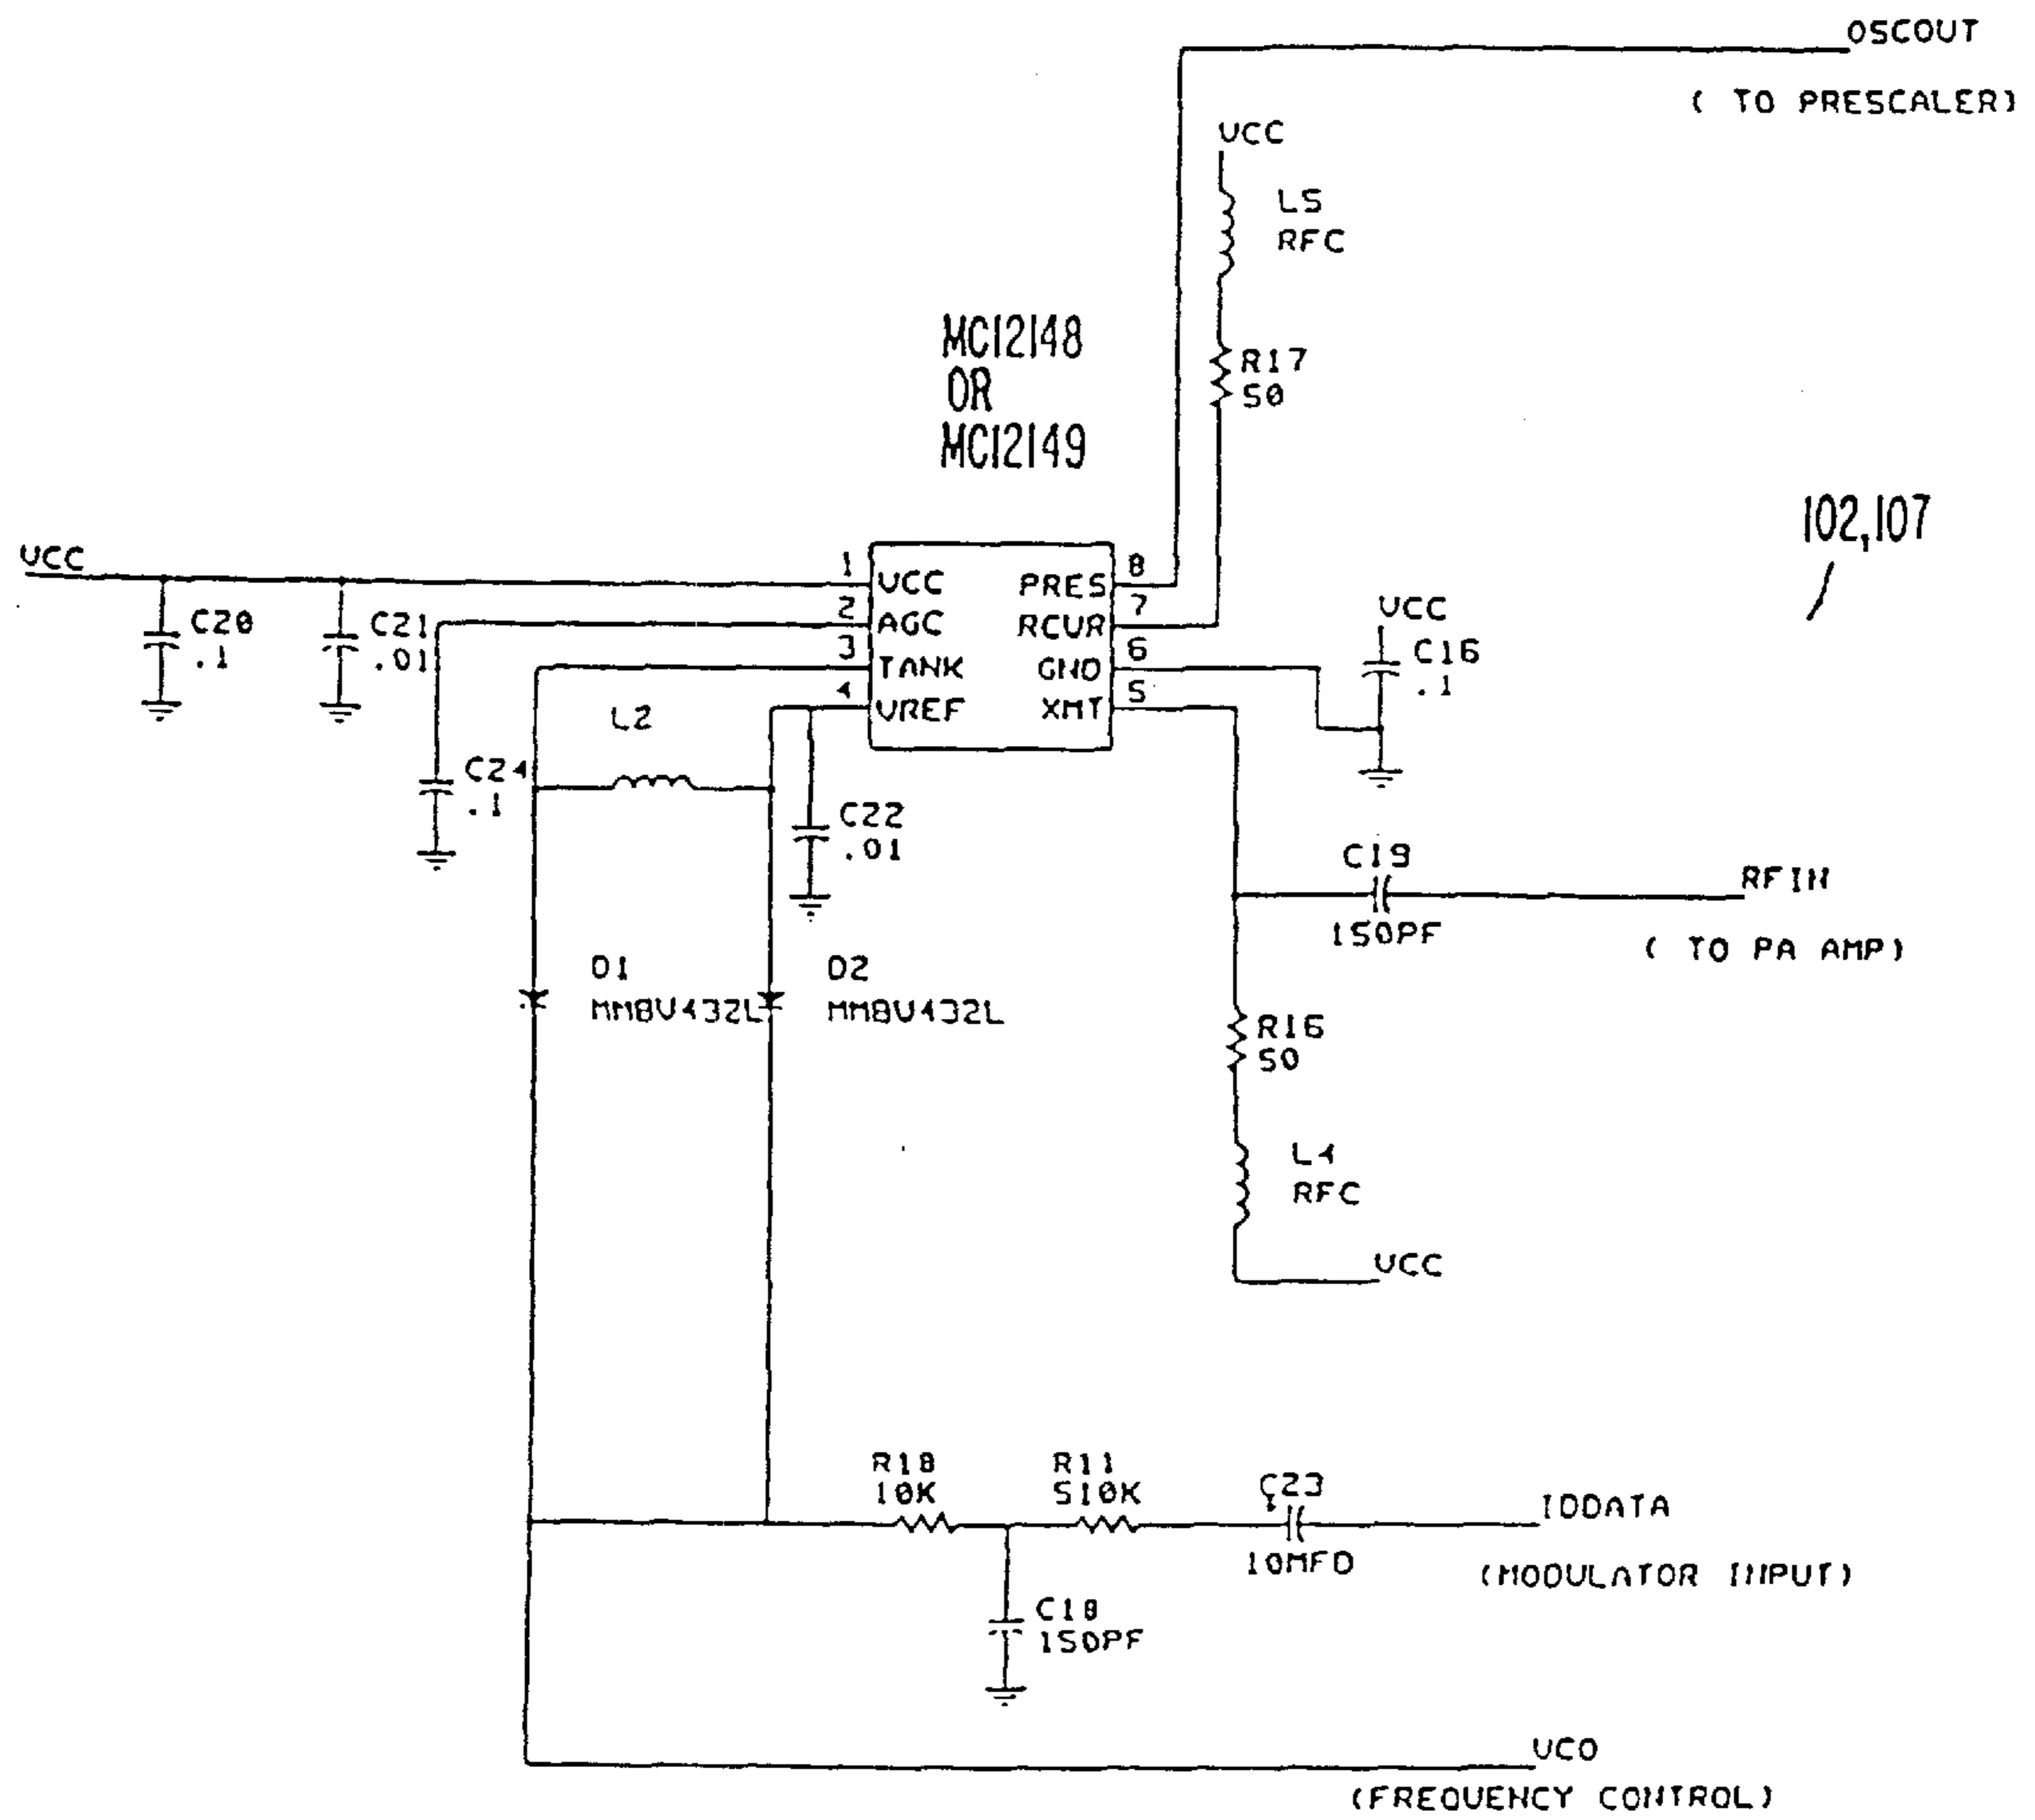 OSCOUT
( TO PRESCALER)
VCC
L5
RFC
MC12148
OR
MC12149
R17
50
102,107
VCC
1
VCC
PRES
8
C20
.1
C21
.01
2
AGC
RCUR
7
3
TANK
GND
6
4
VREF
XMT
5
VCC
C16
.1
L2
C24
.1
C22
.01
C19
150PF
RFIN
( TO PA AMP)
D1
MMBV432L
D2
MMBV432L
R16
50
L4
RFC
VCC
R18
10K
R11
510K
C23
10MFD
IDDATA
(MODULATOR INPUT)
C18
150PF
VCO
(FREQUENCY CONTROL)